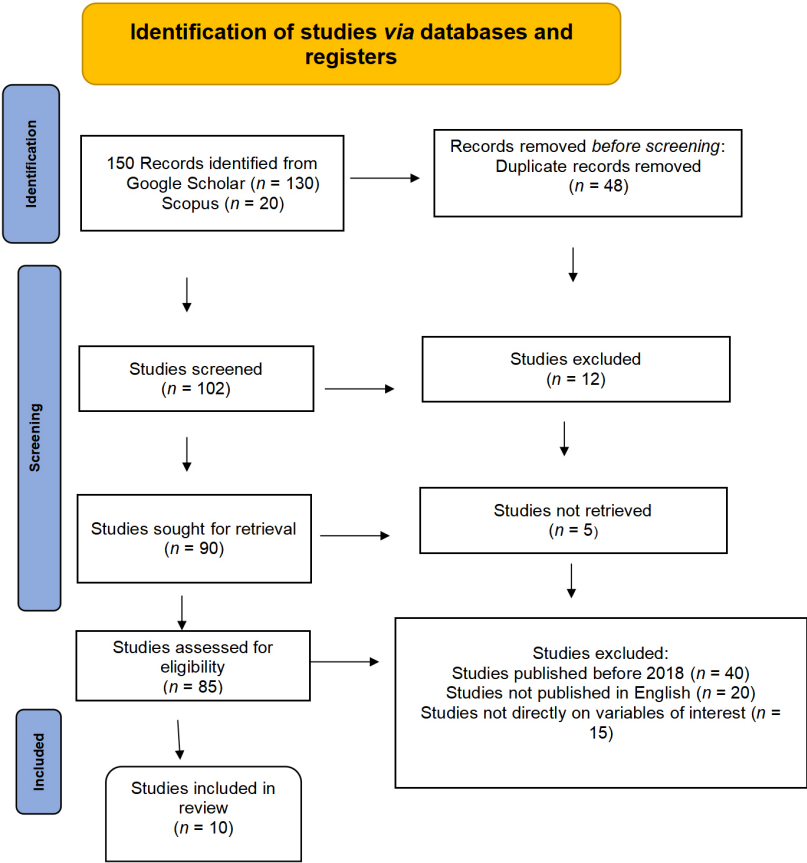 Identification of studies via databases and
registers
Identification
150 Records identified from
Google Scholar (n = 130)
Scopus (n = 20)
Records removed before screening:
Duplicate records removed
(n = 48)
Screening
Studies screened
(n = 102)
Studies excluded
(n = 12)
Studies sought for retrieval
(n = 90)
Studies not retrieved
(n = 5)
Studies assessed for
eligibility
(n = 85)
Studies excluded:
Studies published before 2018 (n = 40)
Studies not published in English (n = 20)
Studies not directly on variables of interest (n =
15)
Included
Studies included in
review
(n = 10)